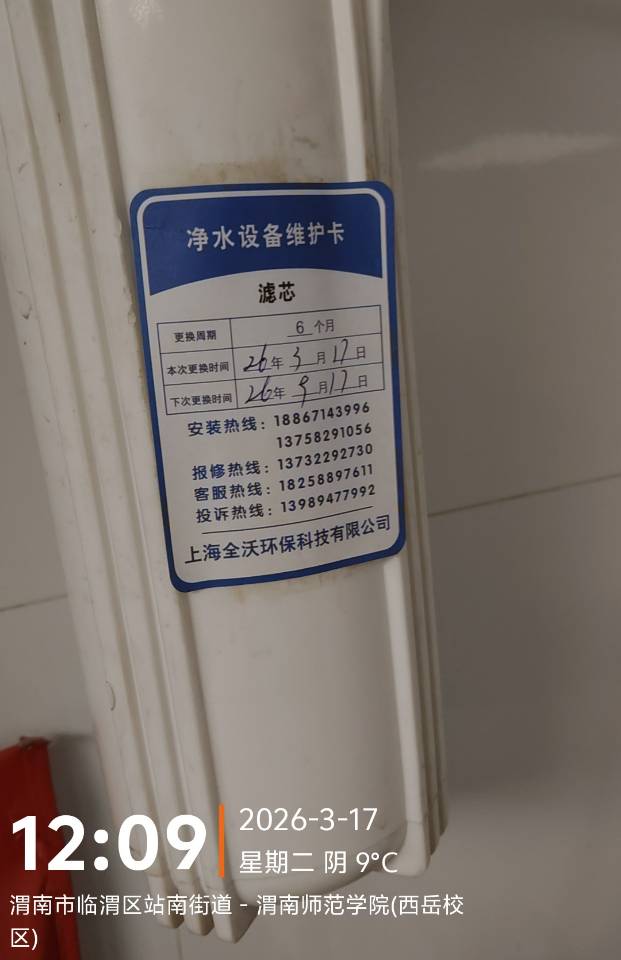 净水设备维护卡
滤芯
更换周期 6 个月
本次更换时间 26年 3月 17日
下次更换时间 26年 9月 17日
安装热线：18867143996
13758291056
报修热线：13732292730
客服热线：18258897611
投诉热线：13989477992
上海全沃环保科技有限公司
12:09
2026-3-17
星期二 阴 9°C
渭南市临渭区站南街道 - 渭南师范学院(西岳校
区)